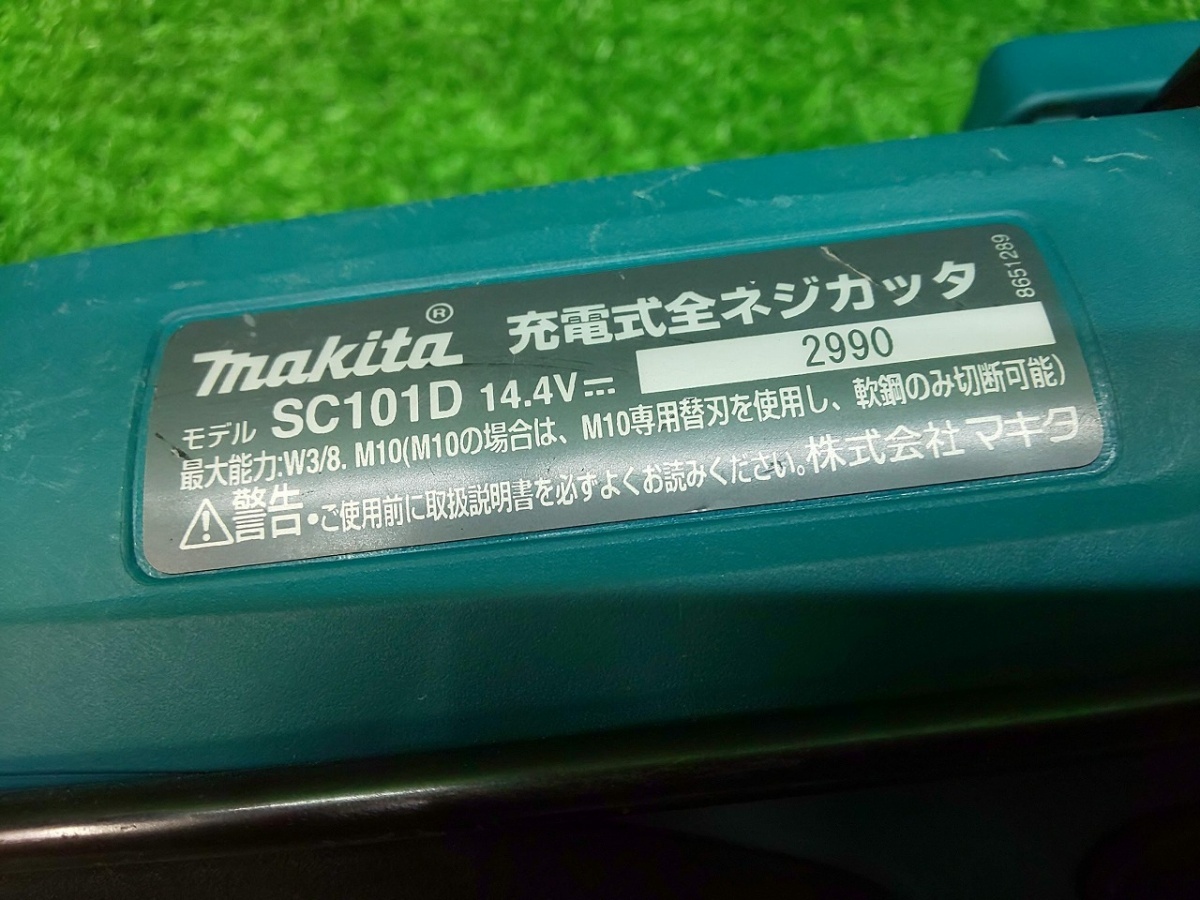 makita® 充電式全ネジカッタ
8651289
モデル SC101D 14.4V⎓ 2990
最大能力:W3/8. M10(M10の場合は、M10専用替刃を使用し、軟鋼のみ切断可能)
⚠警告・ご使用前に取扱説明書を必ずよくお読みください。株式会社マキタ